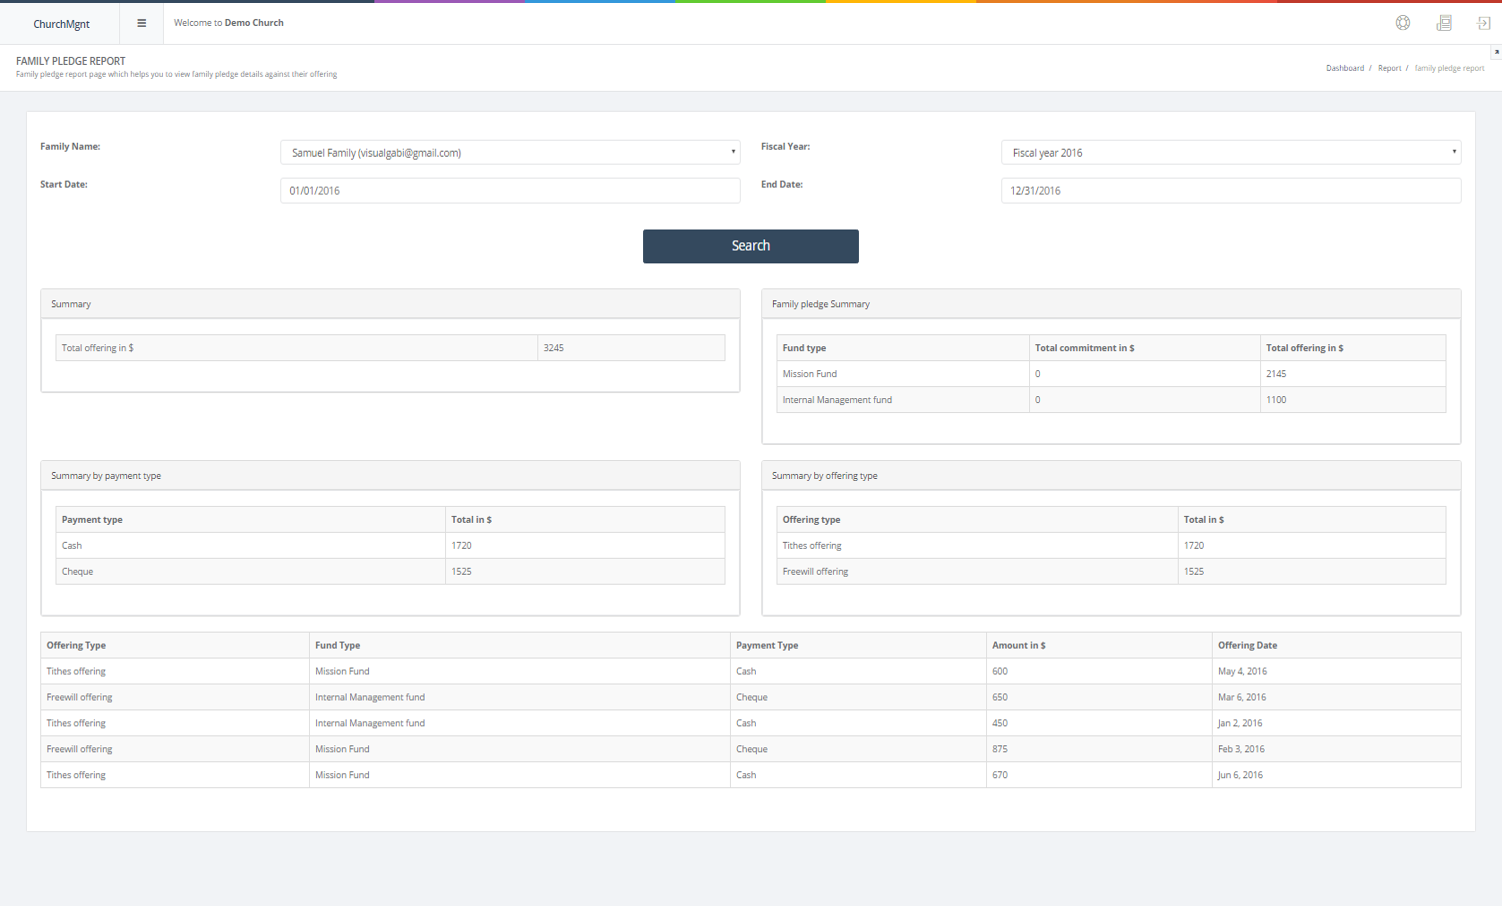 ChurchMgnt
Welcome to Demo Church
FAMILY PLEDGE REPORT
Family pledge report page which helps you to view family pledge details against their offering
Dashboard / Report / family pledge report
Family Name: Samuel Family (visualgabi@gmail.com) Fiscal Year: Fiscal year 2016
Start Date: 01/01/2016 End Date: 12/31/2016
Search
Summary
Total offering in $ 3245
Family pledge Summary
Fund type Total commitment in $ Total offering in $
Mission Fund 0 2145
Internal Management fund 0 1100
Summary by payment type
Payment type Total in $
Cash 1720
Cheque 1525
Summary by offering type
Offering type Total in $
Tithes offering 1720
Freewill offering 1525
Offering Type Fund Type Payment Type Amount in $ Offering Date
Tithes offering Mission Fund Cash 600 May 4, 2016
Freewill offering Internal Management fund Cheque 650 Mar 6, 2016
Tithes offering Internal Management fund Cash 450 Jan 2, 2016
Freewill offering Mission Fund Cheque 875 Feb 3, 2016
Tithes offering Mission Fund Cash 670 Jun 6, 2016